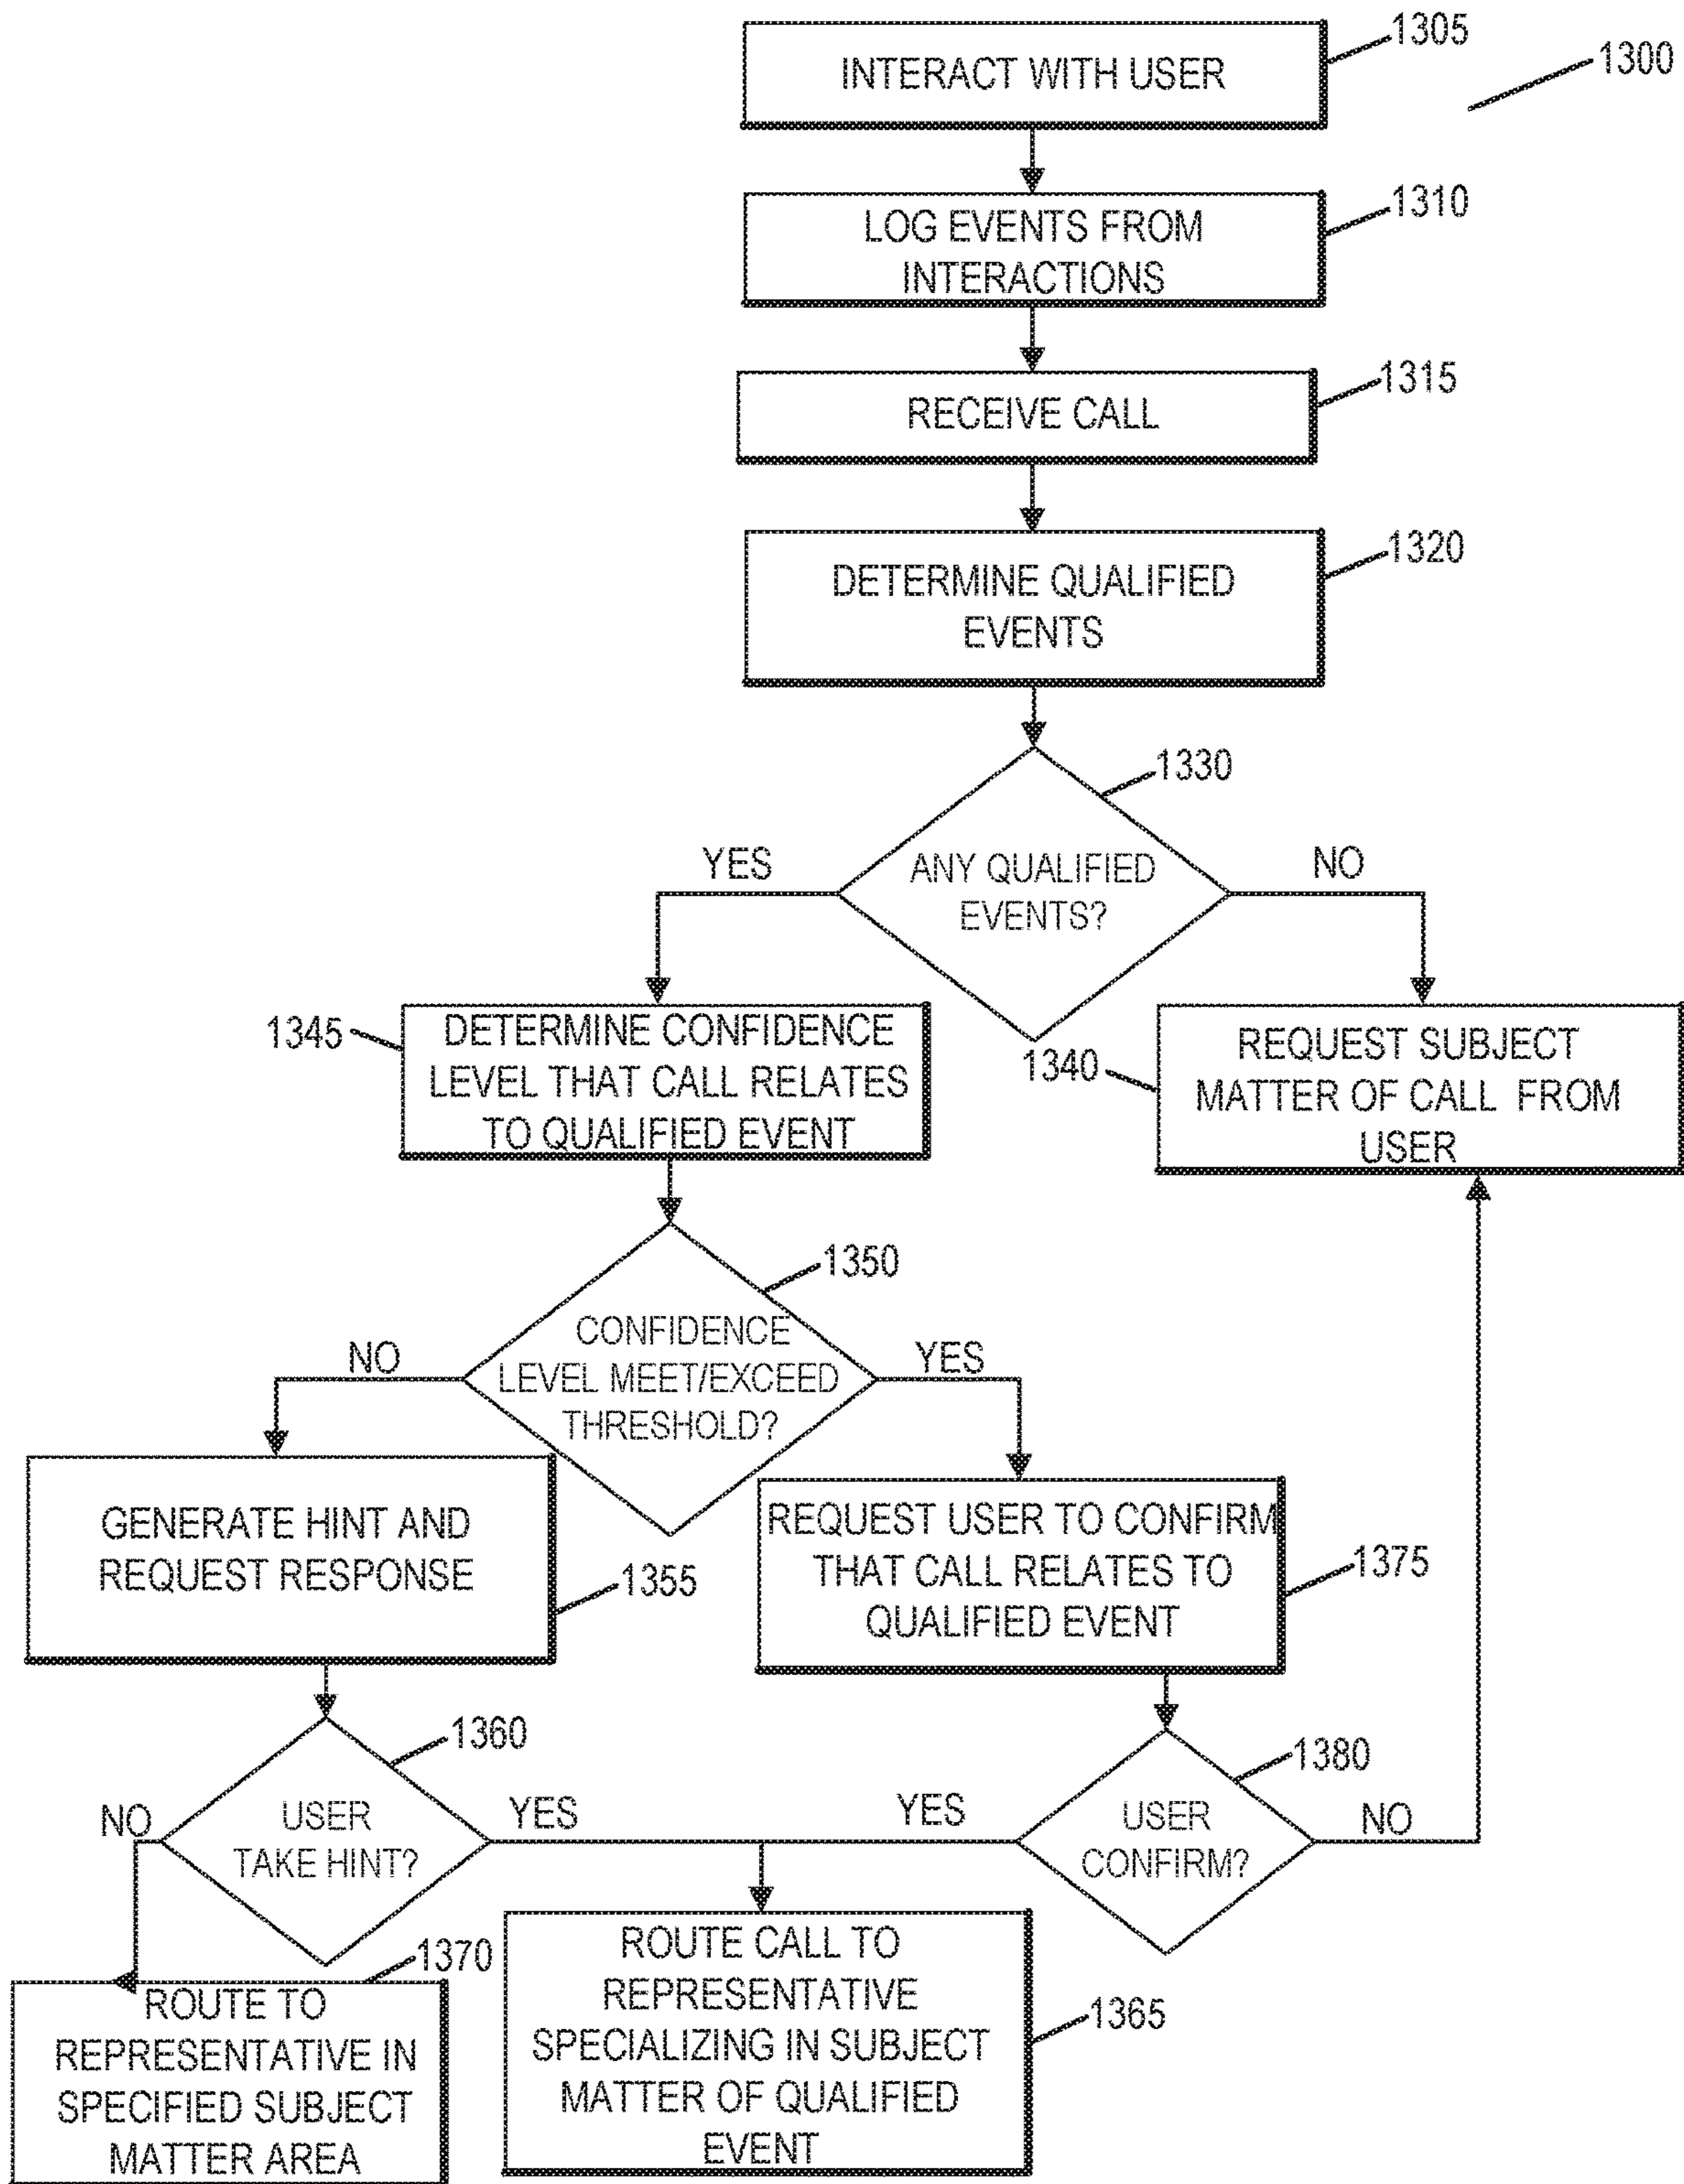 1305
INTERACT WITH USER
1300
1310
LOG EVENTS FROM
INTERACTIONS
1315
RECEIVE CALL
1320
DETERMINE QUALIFIED
EVENTS
1330
YES
ANY QUALIFIED
EVENTS?
NO
1345
DETERMINE CONFIDENCE
LEVEL THAT CALL RELATES
TO QUALIFIED EVENT
1340
REQUEST SUBJECT
MATTER OF CALL FROM
USER
1350
NO
CONFIDENCE
LEVEL MEET/EXCEED
THRESHOLD?
YES
GENERATE HINT AND
REQUEST RESPONSE
1355
REQUEST USER TO CONFIRM
THAT CALL RELATES TO
QUALIFIED EVENT
1375
1360
NO
USER
TAKE HINT?
YES
1380
YES
USER
CONFIRM?
NO
1370
ROUTE TO
REPRESENTATIVE IN
SPECIFIED SUBJECT
MATTER AREA
ROUTE CALL TO
REPRESENTATIVE
SPECIALIZING IN SUBJECT
MATTER OF QUALIFIED
EVENT
1365